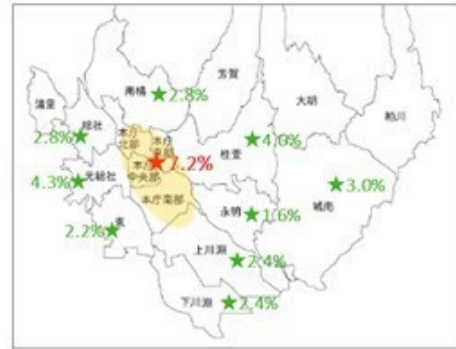 芳賀
南橘
2.8%
大胡
粕川
清里
総社
2.8%
本庁
北部
本庁
東部
桂萱
4.0%
7.2%
本庁
中央部
元総社
4.3%
本庁南部
永明
1.6%
城南
3.0%
東
2.2%
上川淵
2.4%
下川淵
2.4%